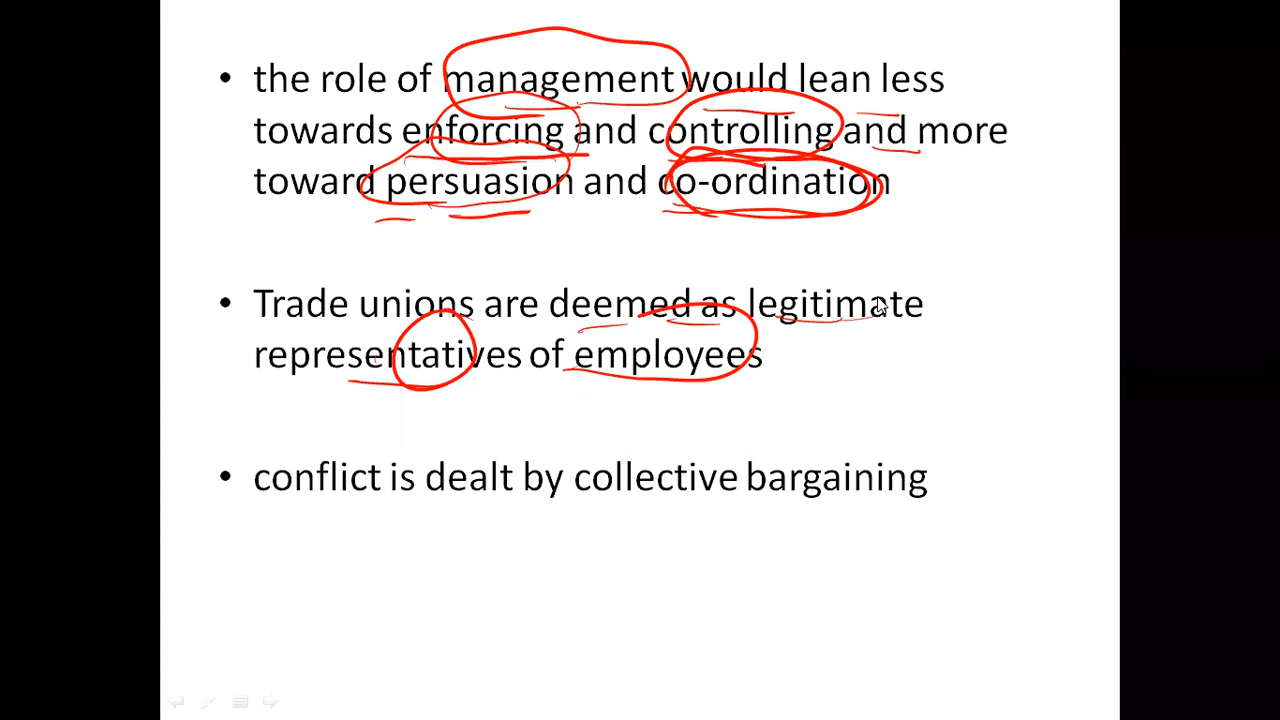 • the role of management would lean less
towards enforcing and controlling and more
toward persuasion and co-ordination
• Trade unions are deemed as legitimate
representatives of employees
• conflict is dealt by collective bargaining